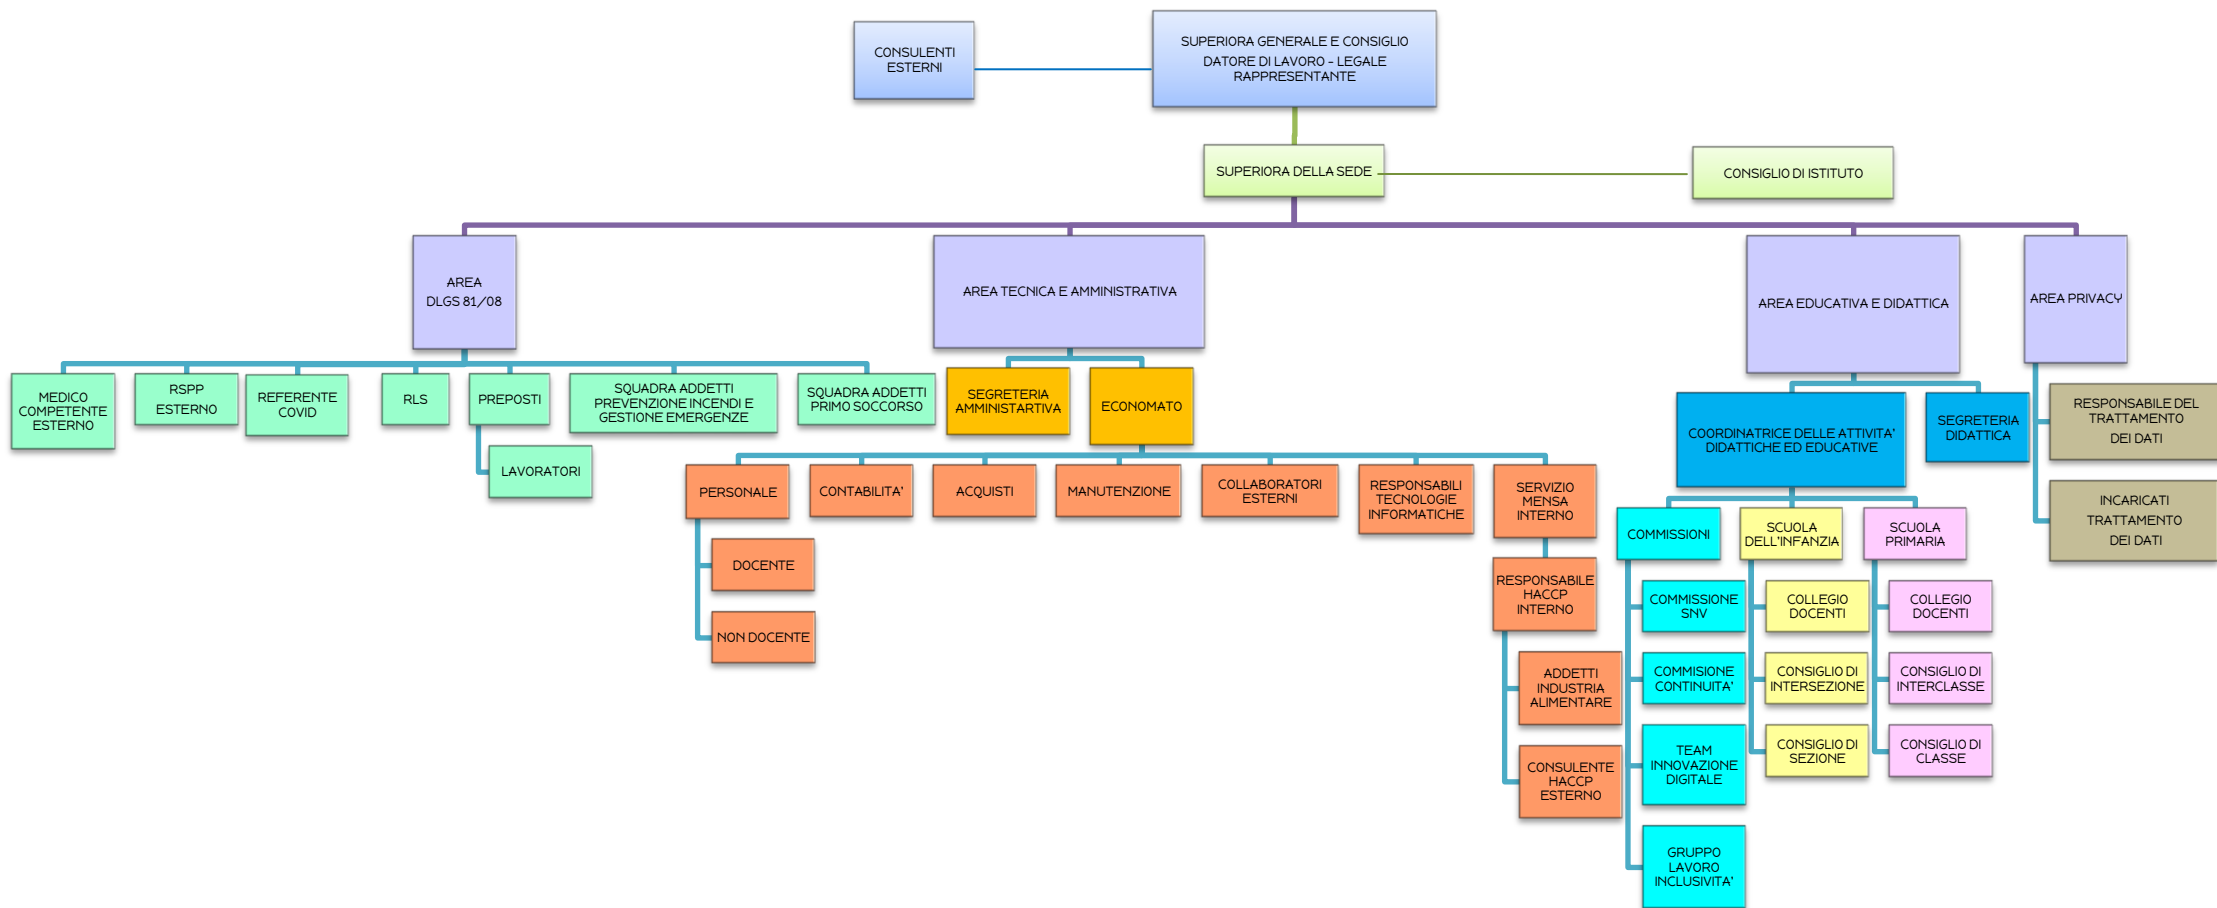 CONSULENTI
ESTERNI
SUPERIORA GENERALE E CONSIGLIO
DATORE DI LAVORO - LEGALE
RAPPRESENTANTE
SUPERIORA DELLA SEDE
CONSIGLIO DI ISTITUTO
AREA
DLGS 81/08
AREA TECNICA E AMMINISTRATIVA
AREA EDUCATIVA E DIDATTICA
AREA PRIVACY
MEDICO
COMPETENTE
ESTERNO
RSPP
ESTERNO
REFERENTE
COVID
RLS
PREPOSTI
SQUADRA ADDETTI
PREVENZIONE INCENDI E
GESTIONE EMERGENZE
SQUADRA ADDETTI
PRIMO SOCCORSO
LAVORATORI
SEGRETERIA
AMMINISTARTIVA
ECONOMATO
PERSONALE
CONTABILITA'
ACQUISTI
MANUTENZIONE
COLLABORATORI
ESTERNI
RESPONSABILI
TECNOLOGIE
INFORMATICHE
SERVIZIO
MENSA
INTERNO
DOCENTE
NON DOCENTE
RESPONSABILE
HACCP
INTERNO
ADDETTI
INDUSTRIA
ALIMENTARE
CONSULENTE
HACCP
ESTERNO
COORDINATRICE DELLE ATTIVITA'
DIDATTICHE ED EDUCATIVE
SEGRETERIA
DIDATTICA
COMMISSIONI
COMMISSIONE
SNV
COMMISIONE
CONTINUITA'
TEAM
INNOVAZIONE
DIGITALE
GRUPPO
LAVORO
INCLUSIVITA'
SCUOLA
DELL'INFANZIA
COLLEGIO
DOCENTI
CONSIGLIO DI
INTERSEZIONE
CONSIGLIO DI
SEZIONE
SCUOLA
PRIMARIA
COLLEGIO
DOCENTI
CONSIGLIO DI
INTERCLASSE
CONSIGLIO DI
CLASSE
RESPONSABILE DEL
TRATTAMENTO
DEI DATI
INCARICATI
TRATTAMENTO
DEI DATI